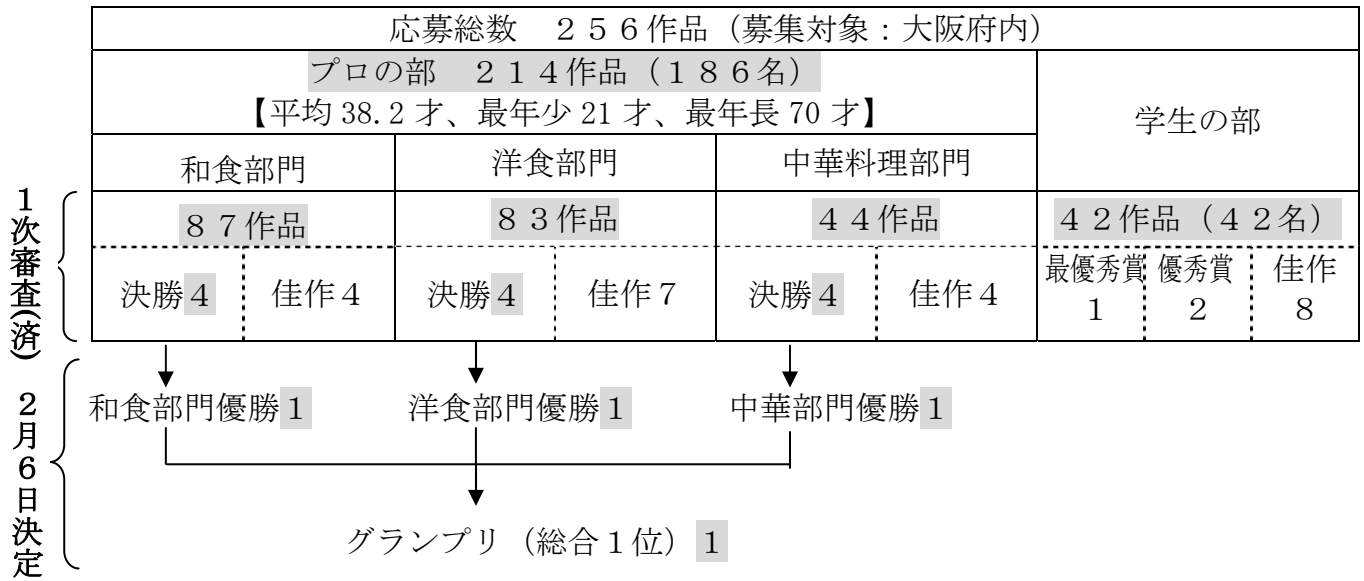 応募総数　２５６作品（募集対象：大阪府内）
プロの部　２１４作品（１８６名）
【平均 38.2 才、最年少 21 才、最年長 70 才】
学生の部
和食部門　洋食部門　中華料理部門
１次審査(済)
８７作品　８３作品　４４作品　４２作品（４２名）
決勝４　佳作４　決勝４　佳作７　決勝４　佳作４　最優秀賞１　優秀賞２　佳作８
２月６日決定
和食部門優勝１　洋食部門優勝１　中華部門優勝１
グランプリ（総合１位）１